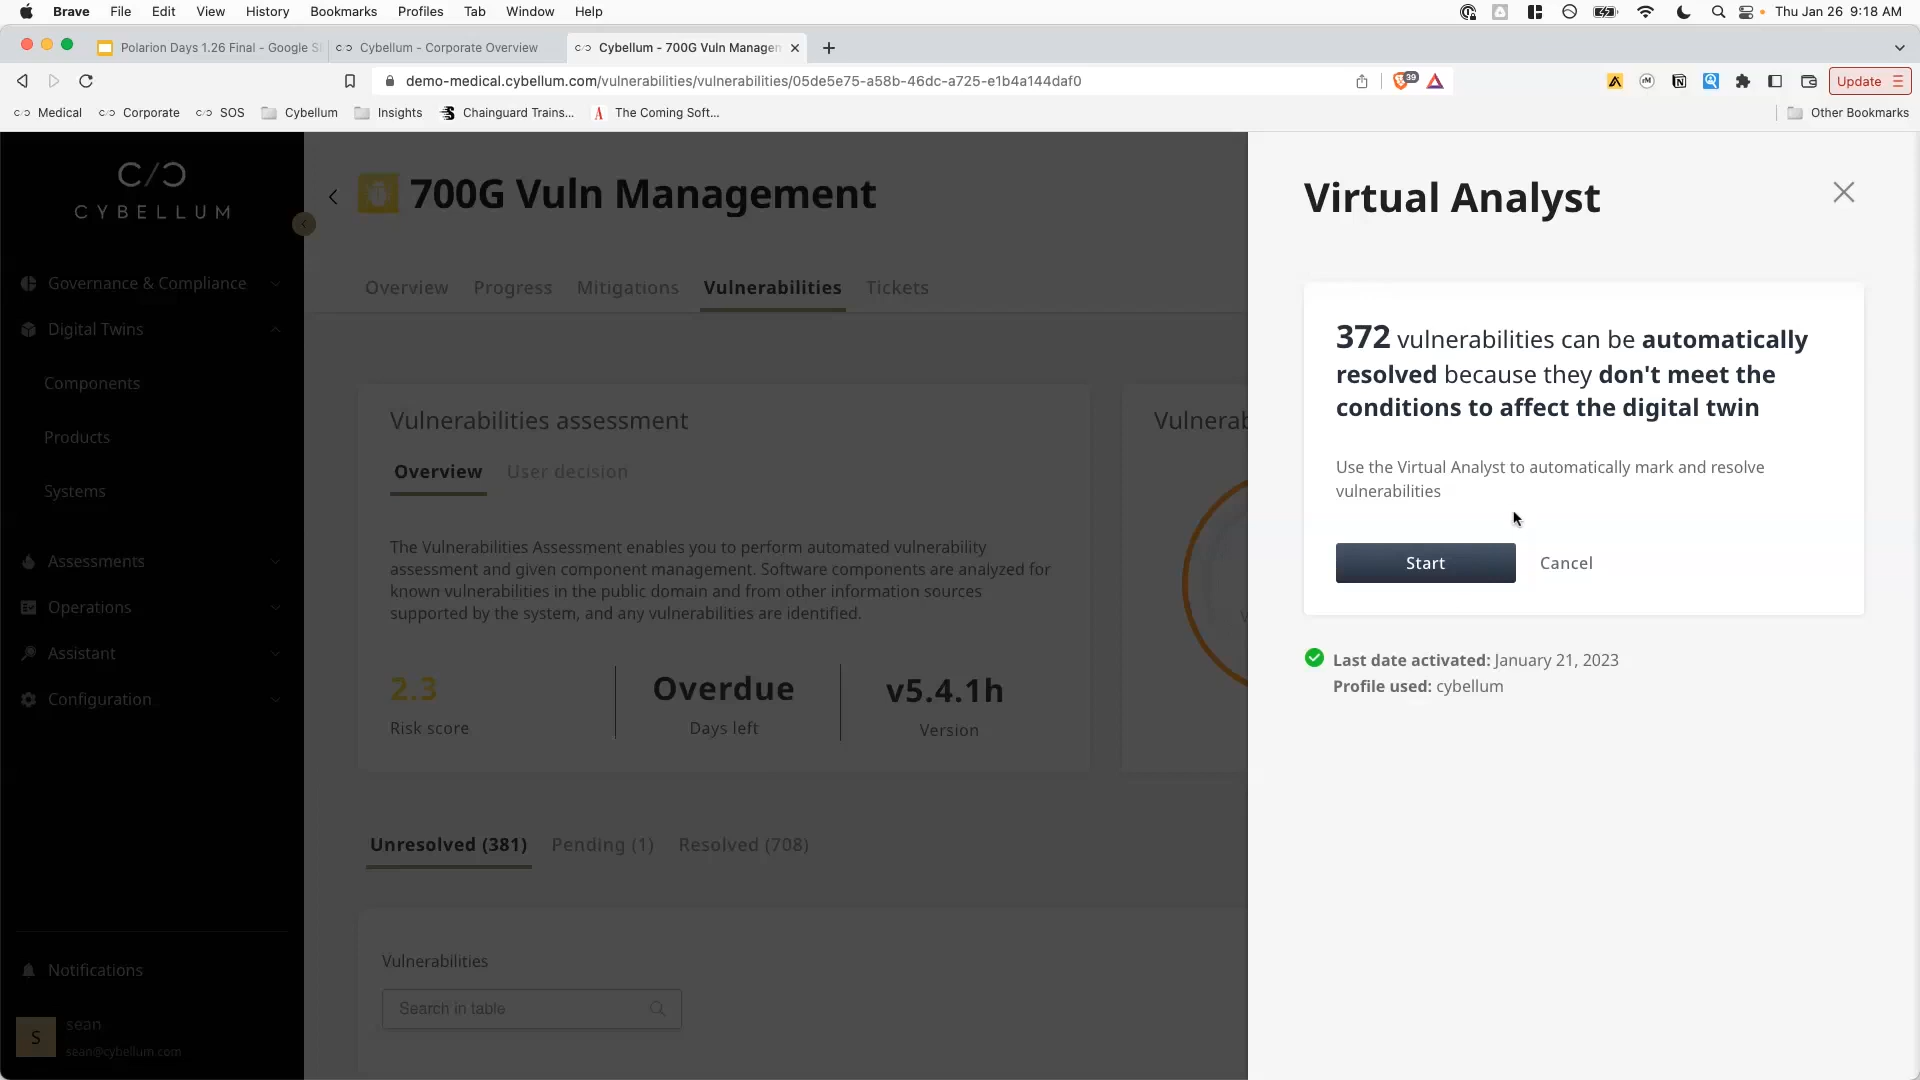 Brave File Edit View History Bookmarks Profiles Tab Window Help Thu Jan 26 9:18 AM
Polarion Days 1.26 Final - Google S Cybellum - Corporate Overview Cybellum - 700G Vuln Managen
demo-medical.cybellum.com/vulnerabilities/vulnerabilities/05de5e75-a58b-46dc-a725-e1b4a144daf0 39 Update
Medical Corporate SOS Cybellum Insights Chainguard Trains... The Coming Soft... Other Bookmarks
CYBELLUM
Governance & Compliance
Digital Twins
Components
Products
Systems
Assessments
Operations
Assistant
Configuration
Notifications
S
sean
sean@cybellum.com
700G Vuln Management
Overview Progress Mitigations Vulnerabilities Tickets
Vulnerabilities assessment
Overview User decision
The Vulnerabilities Assessment enables you to perform automated vulnerability
assessment and given component management. Software components are analyzed for
known vulnerabilities in the public domain and from other information sources
supported by the system, and any vulnerabilities are identified.
2.3 Overdue v5.4.1h
Risk score Days left Version
Vulnerab
Unresolved (381) Pending (1) Resolved (708)
Vulnerabilities
Search in table
Virtual Analyst
372 vulnerabilities can be automatically
resolved because they don't meet the
conditions to affect the digital twin
Use the Virtual Analyst to automatically mark and resolve
vulnerabilities
Start Cancel
Last date activated: January 21, 2023
Profile used: cybellum